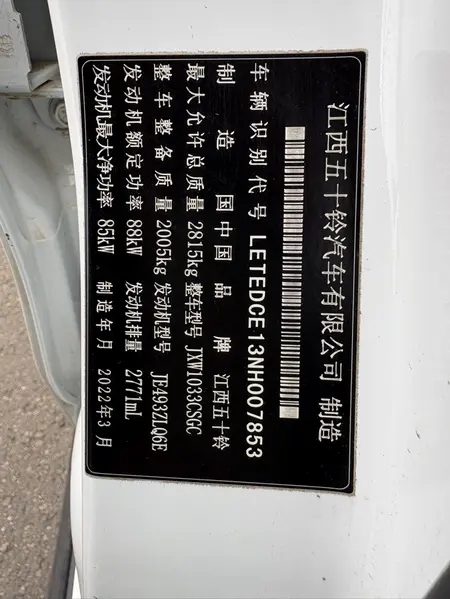 江西五十铃汽车有限公司 制造
车辆识别代号 LETEDCE13NH007853
制造国 中国 品牌 江西五十铃
最大允许总质量 2815kg 整车型号 JXW1033CSGC
整车整备质量 2005kg 发动机型号 JE493ZLQ6E
发动机额定功率 88kW 发动机排量 2771mL
发动机最大净功率 85kW 制造年月 2022年3月